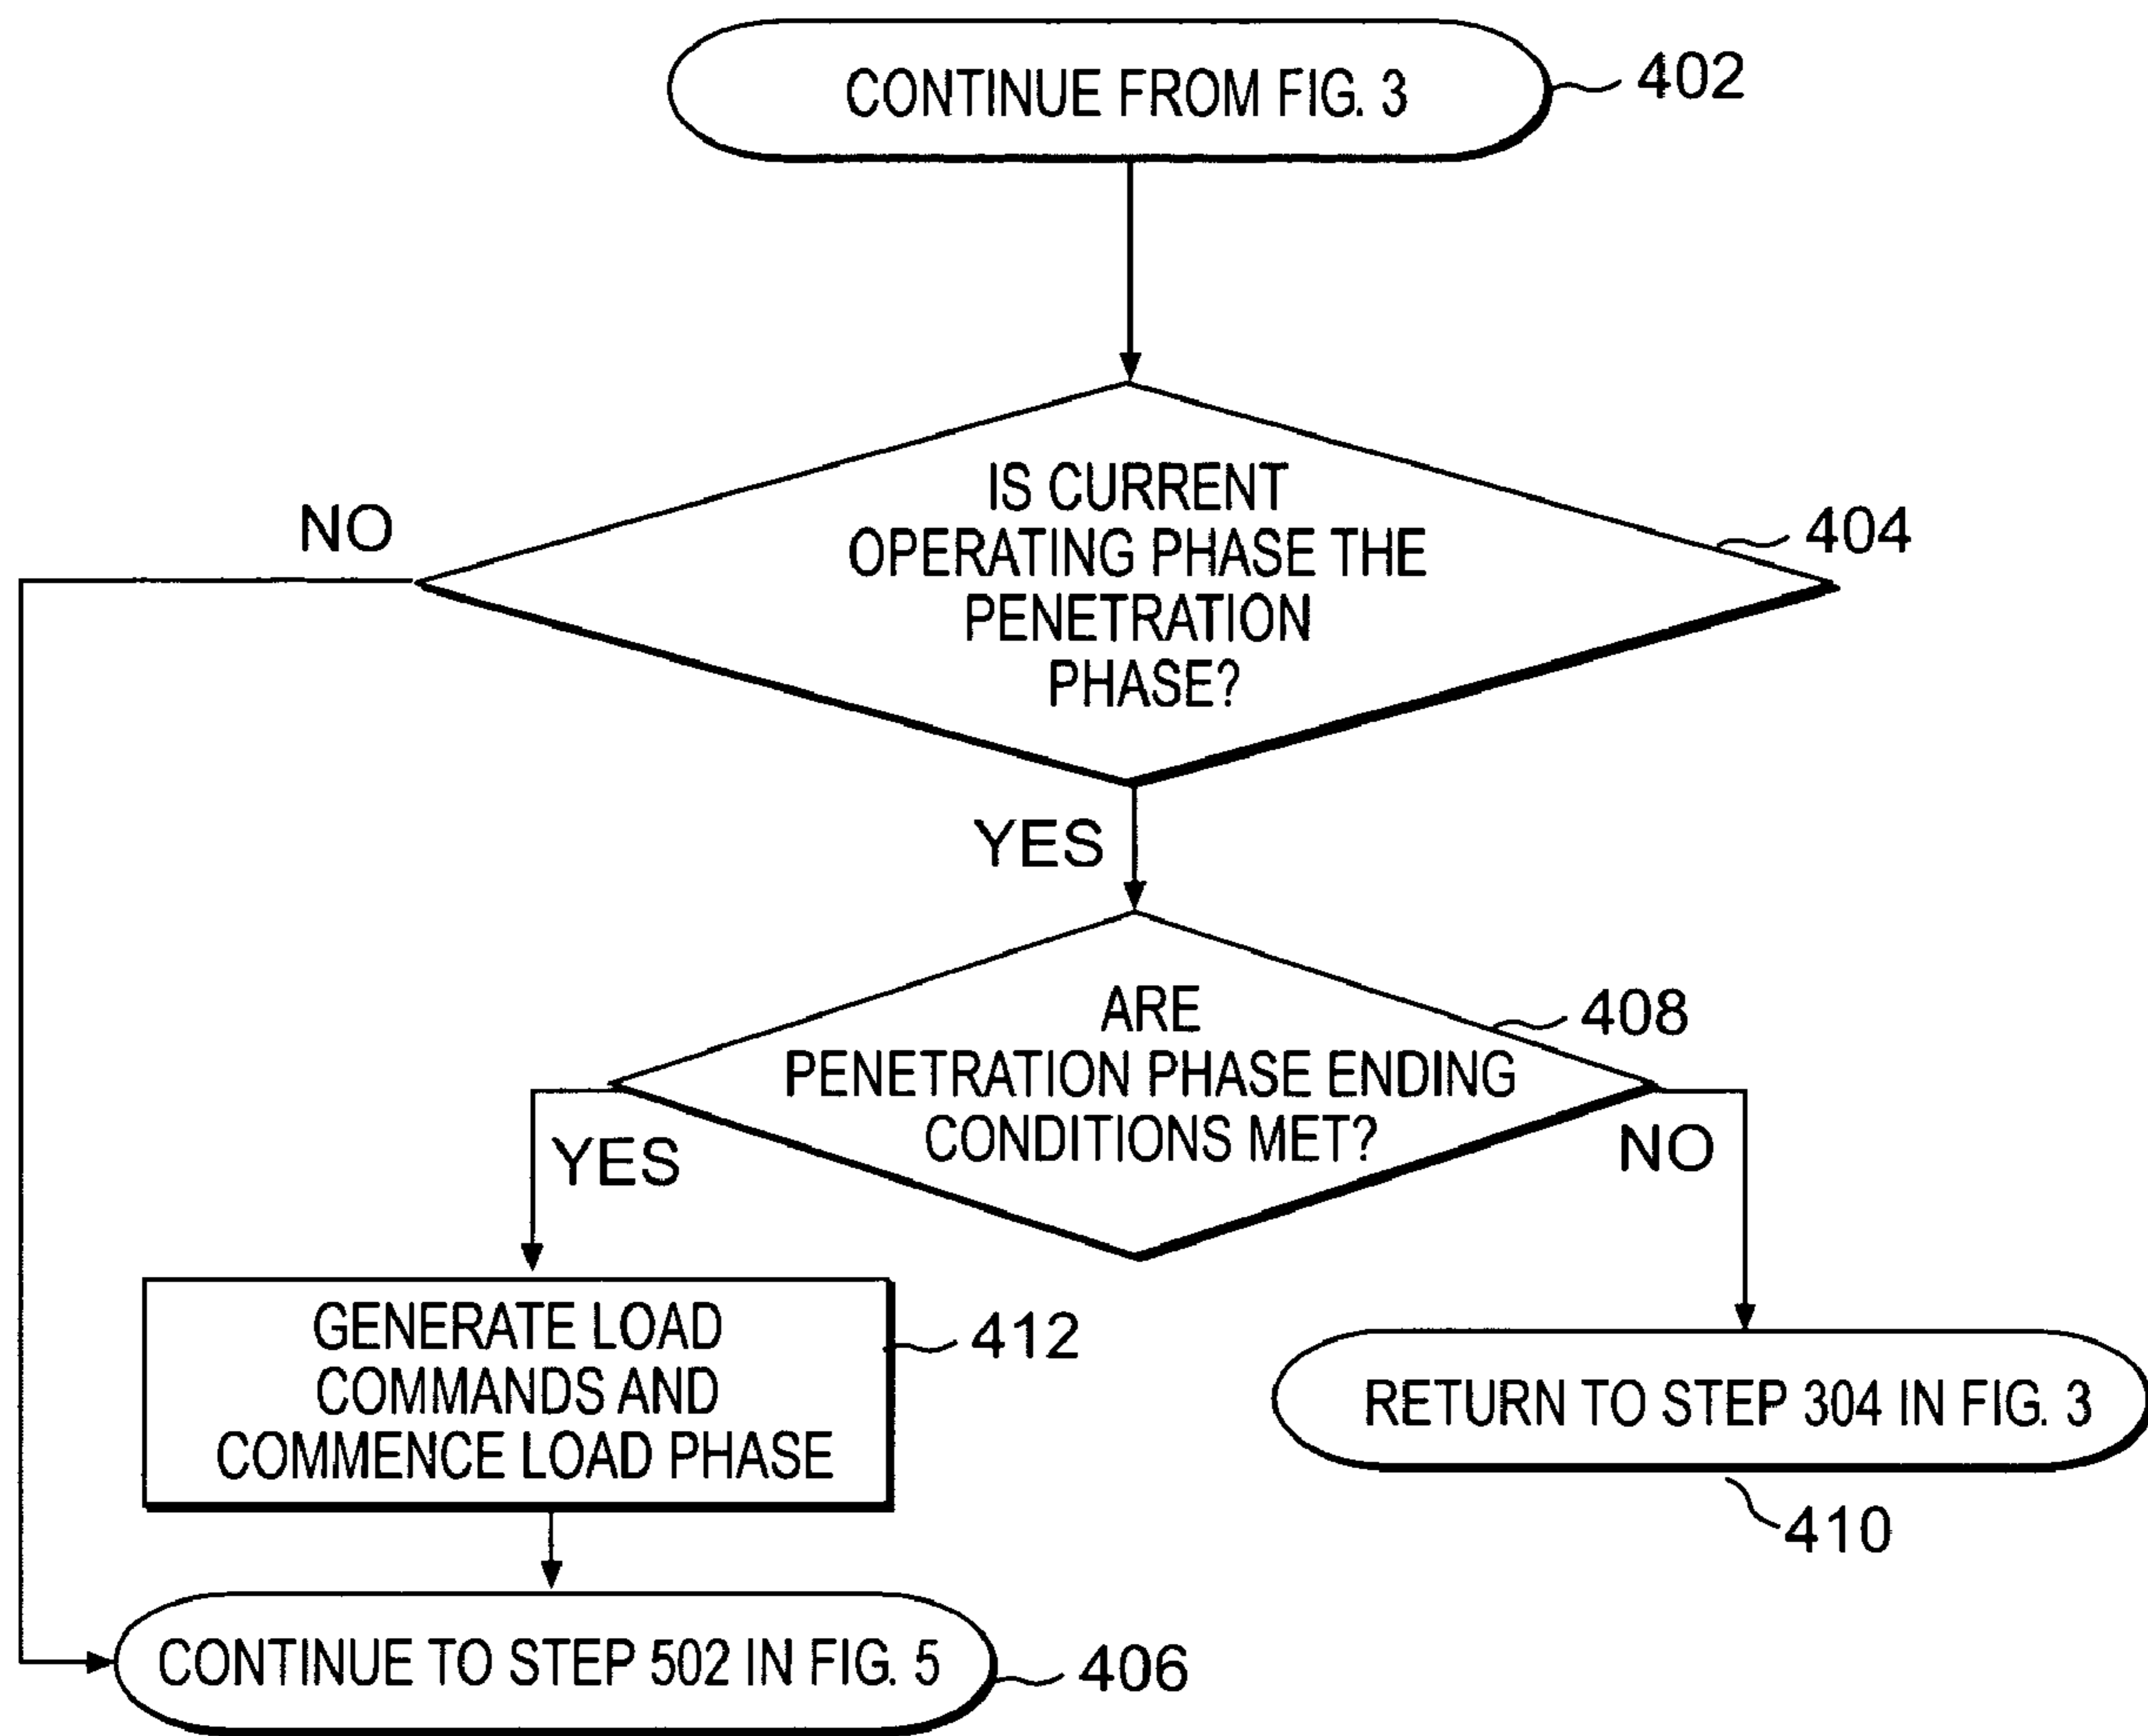 CONTINUE FROM FIG. 3
402
IS CURRENT
OPERATING PHASE THE
PENETRATION
PHASE?
404
NO
YES
ARE
PENETRATION PHASE ENDING
CONDITIONS MET?
408
YES
NO
GENERATE LOAD
COMMANDS AND
COMMENCE LOAD PHASE
412
RETURN TO STEP 304 IN FIG. 3
410
CONTINUE TO STEP 502 IN FIG. 5
406